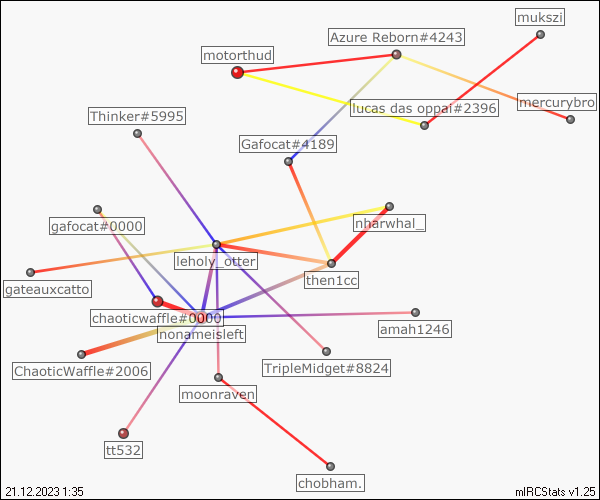 mukszi
Azure Reborn#4243
motorthud
mercurybro
lucas das oppai#2396
Thinker#5995
Gafocat#4189
gafocat#0000
nharwhal_
leholy_otter
then1cc
gateauxcatto
chaoticwaffle#0000
nonameisleft
amah1246
ChaoticWaffle#2006
TripleMidget#8824
moonraven
tt532
chobham.
21.12.2023 1:35
mIRCStats v1.25